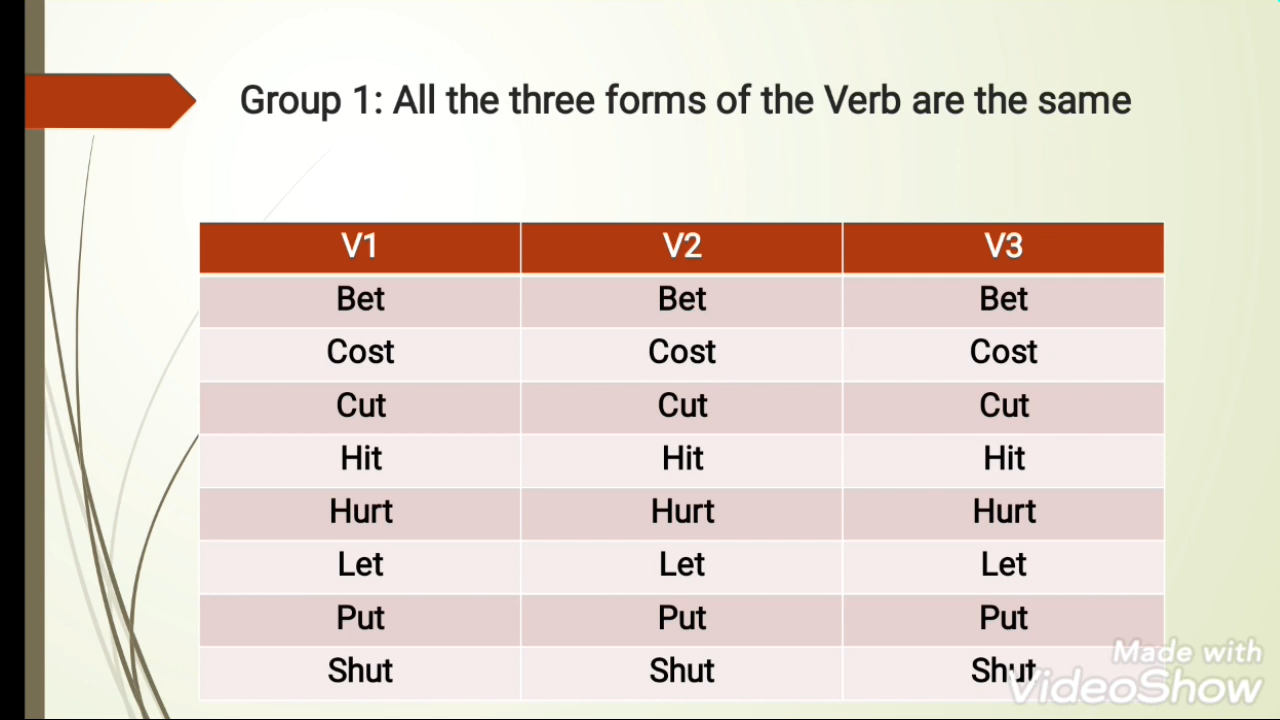 Group 1: All the three forms of the Verb are the same
V1 V2 V3
Bet Bet Bet
Cost Cost Cost
Cut Cut Cut
Hit Hit Hit
Hurt Hurt Hurt
Let Let Let
Put Put Put
Shut Shut Shut
Made with
VideoShow